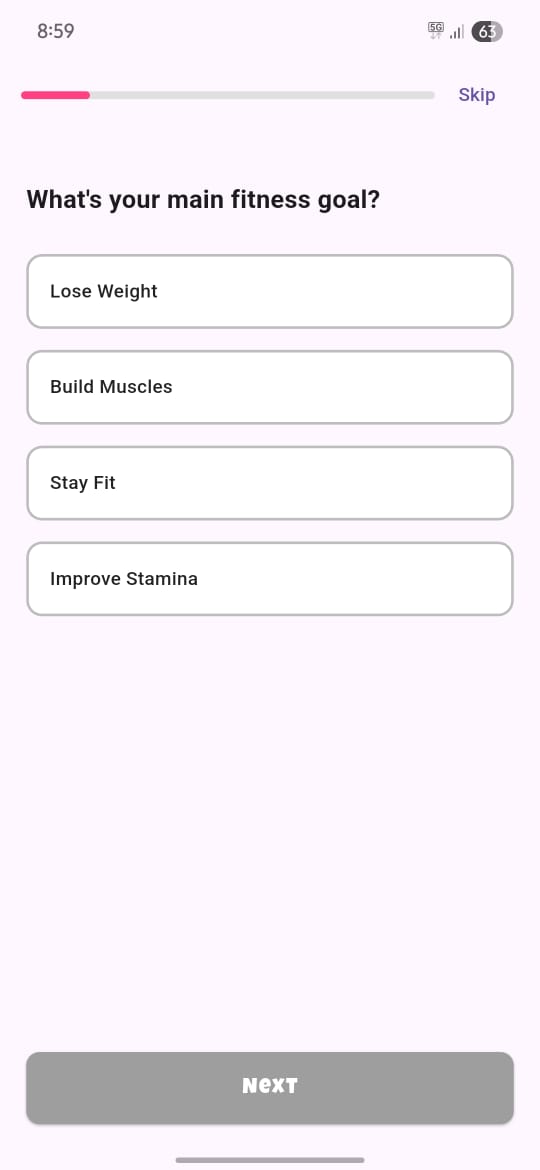 8:59
5G
63
Skip
What's your main fitness goal?
Lose Weight
Build Muscles
Stay Fit
Improve Stamina
Next